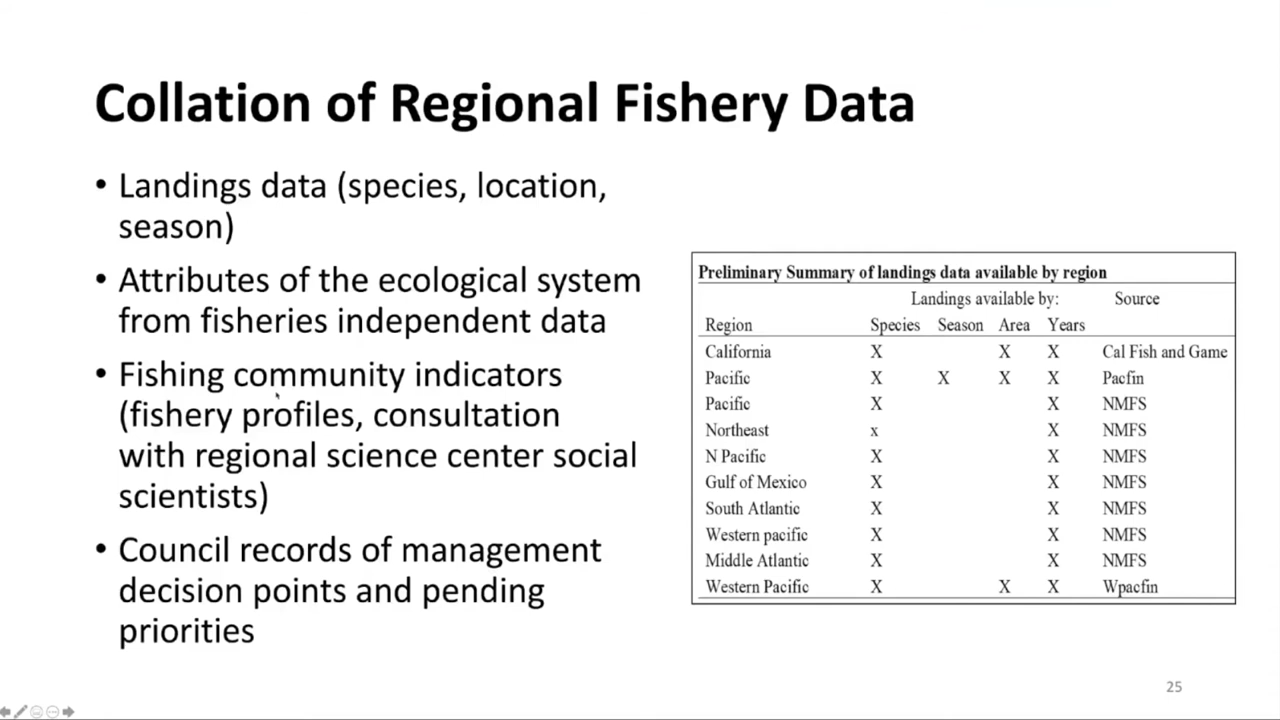 Collation of Regional Fishery Data
• Landings data (species, location,
season)
• Attributes of the ecological system
from fisheries independent data
• Fishing community indicators
(fishery profiles, consultation
with regional science center social
scientists)
• Council records of management
decision points and pending
priorities
Preliminary Summary of landings data available by region
Landings available by: Source
Region Species Season Area Years
California X X X Cal Fish and Game
Pacific X X X X Pacfin
Pacific X X NMFS
Northeast x X NMFS
N Pacific X X NMFS
Gulf of Mexico X X NMFS
South Atlantic X X NMFS
Western pacific X X NMFS
Middle Atlantic X X NMFS
Western Pacific X X X Wpacfin
25